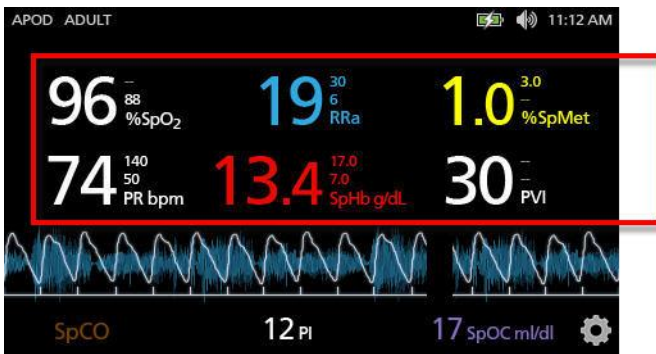 APOD ADULT 11:12 AM
96 -- 88 %SpO₂ 19 30 6 RRa 1.0 3.0 -- %SpMet
74 140 50 PR bpm 13.4 17.0 7.0 SpHb g/dL 30 -- -- PVI
SpCO 12 PI 17 SpOC ml/dl